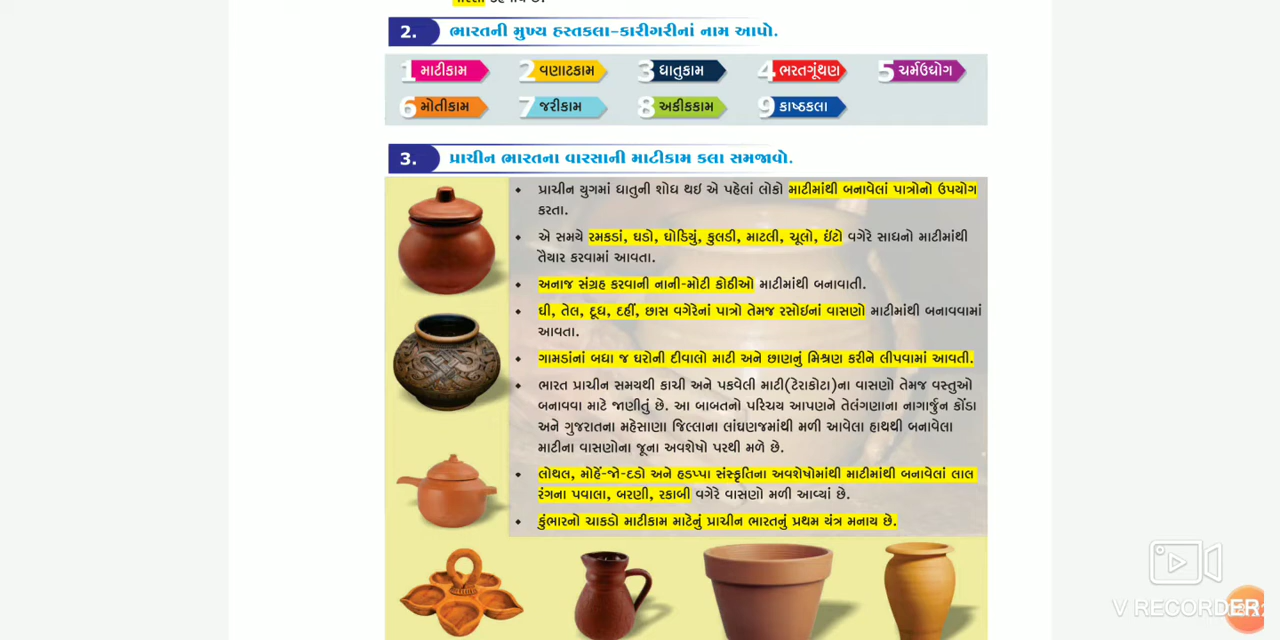 2. ભારતની મુખ્ય હસ્તકલા-કારીગરીનાં નામ આપો.
1 માટીકામ 2 વણાટકામ 3 ધાતુકામ 4 ભરતગૂંથણ 5 ચર્મઉદ્યોગ
6 મોતીકામ 7 જરીકામ 8 અકીકકામ 9 કાષ્ઠકલા
3. પ્રાચીન ભારતના વારસાની માટીકામ કલા સમજાવો.
• પ્રાચીન યુગમાં ધાતુની શોધ થઇ એ પહેલાં લોકો માટીમાંથી બનાવેલાં પાત્રોનો ઉપયોગ
કરતા.
• એ સમયે રમકડાં, ઘડો, ઘોડિયું, કુલડી, માટલી, ચૂલો, ઈંટો વગેરે સાધનો માટીમાંથી
તૈયાર કરવામાં આવતા.
• અનાજ સંગ્રહ કરવાની નાની-મોટી કોઠીઓ માટીમાંથી બનાવાતી.
• ઘી, તેલ, દૂધ, દહીં, છાસ વગેરેનાં પાત્રો તેમજ રસોઈનાં વાસણો માટીમાંથી બનાવવામાં
આવતા.
• ગામડાંનાં બધા જ ઘરોની દીવાલો માટી અને છાણનું મિશ્રણ કરીને લીપવામાં આવતી.
• ભારત પ્રાચીન સમયથી કાચી અને પકવેલી માટી(ટેરાકોટા)ના વાસણો તેમજ વસ્તુઓ
બનાવવા માટે જાણીતું છે. આ બાબતનો પરિચય આપણને તેલંગણાના નાગાર્જુન કોંડા
અને ગુજરાતના મહેસાણા જિલ્લાના લાંઘણજમાંથી મળી આવેલા હાથથી બનાવેલા
માટીના વાસણોના જૂના અવશેષો પરથી મળે છે.
• લોથલ, મોહેં-જો-દડો અને હડપ્પા સંસ્કૃતિના અવશેષોમાંથી માટીમાંથી બનાવેલાં લાલ
રંગના પવાલા, બરણી, રકાબી વગેરે વાસણો મળી આવ્યાં છે.
• કુંભારનો ચાકડો માટીકામ માટેનું પ્રાચીન ભારતનું પ્રથમ યંત્ર મનાય છે.
V RECORDER